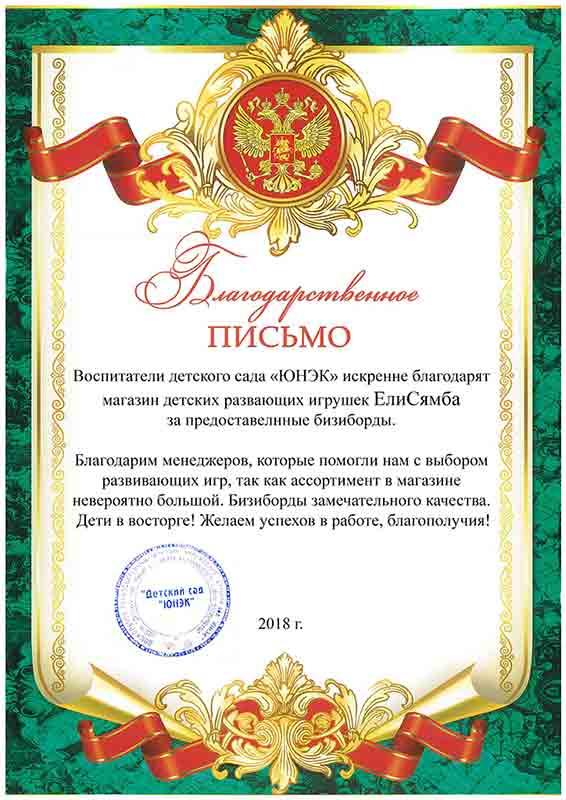 Благодарственное
ПИСЬМО
Воспитатели детского сада «ЮНЭК» искренне благодарят
магазин детских развающих игрушек ЕлиСямба
за предоставелнные бизиборды.
Благодарим менеджеров, которые помогли нам с выбором
развивающих игр, так как ассортимент в магазине
невероятно большой. Бизиборды замечательного качества.
Дети в восторге! Желаем успехов в работе, благополучия!
"Детский сад
"ЮНЭК"
2018 г.